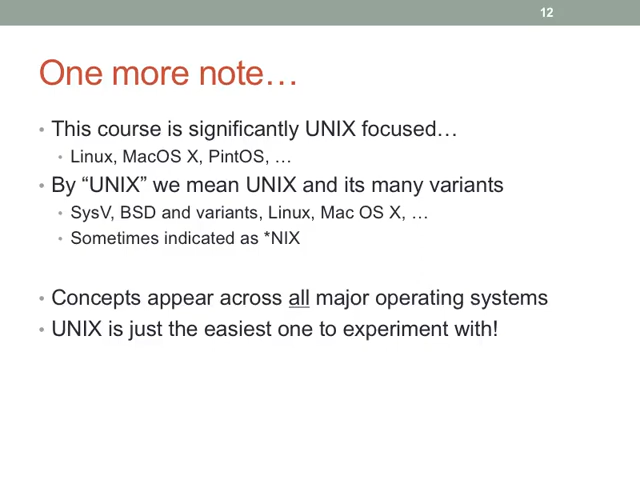 12
One more note…
• This course is significantly UNIX focused…
• Linux, MacOS X, PintOS, …
• By “UNIX” we mean UNIX and its many variants
• SysV, BSD and variants, Linux, Mac OS X, …
• Sometimes indicated as *NIX
• Concepts appear across all major operating systems
• UNIX is just the easiest one to experiment with!